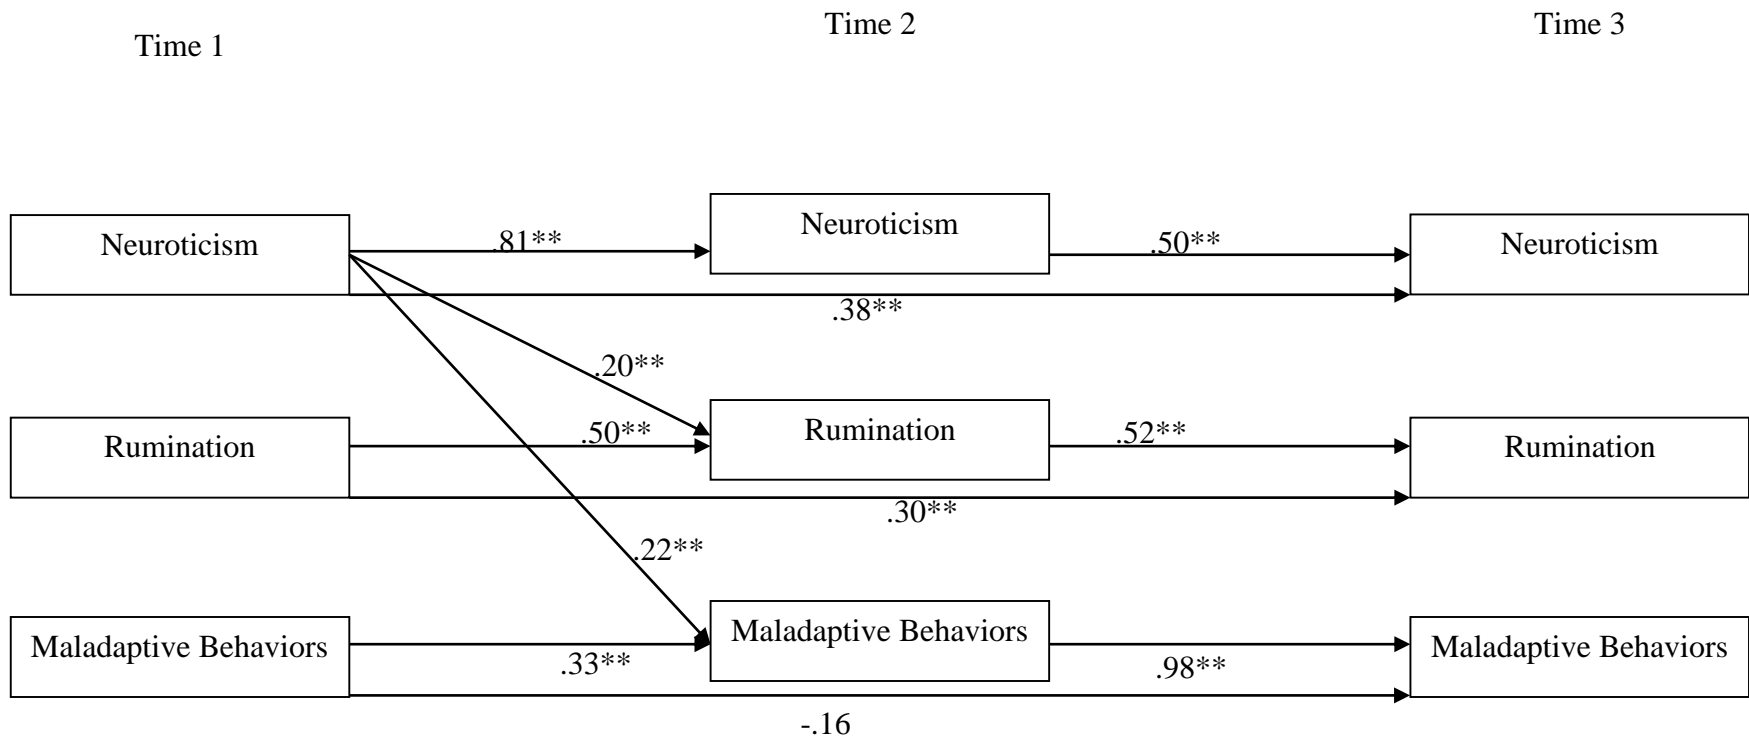 Time 1
Time 2
Time 3
Neuroticism
.81**
Neuroticism
.50**
Neuroticism
.38**
.20**
Rumination
.50**
Rumination
.52**
Rumination
.30**
.22**
Maladaptive Behaviors
.33**
Maladaptive Behaviors
.98**
Maladaptive Behaviors
-.16